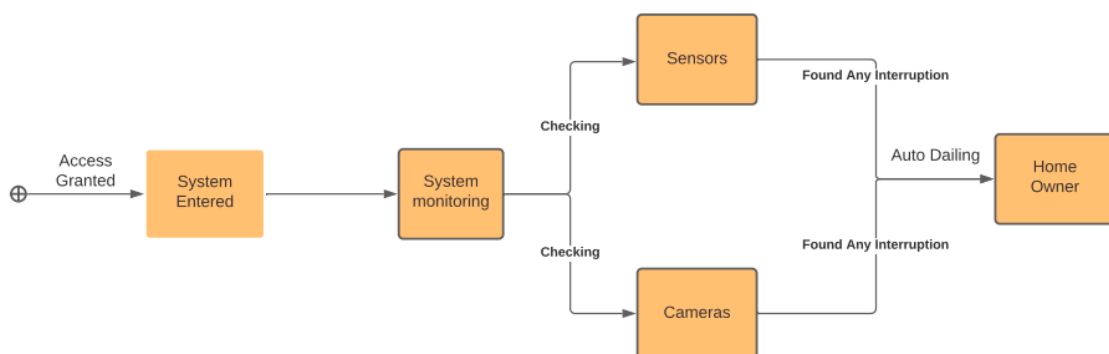 Access
Granted
System
Entered
System
monitoring
Checking
Checking
Sensors
Cameras
Found Any Interruption
Found Any Interruption
Auto Dailing
Home
Owner